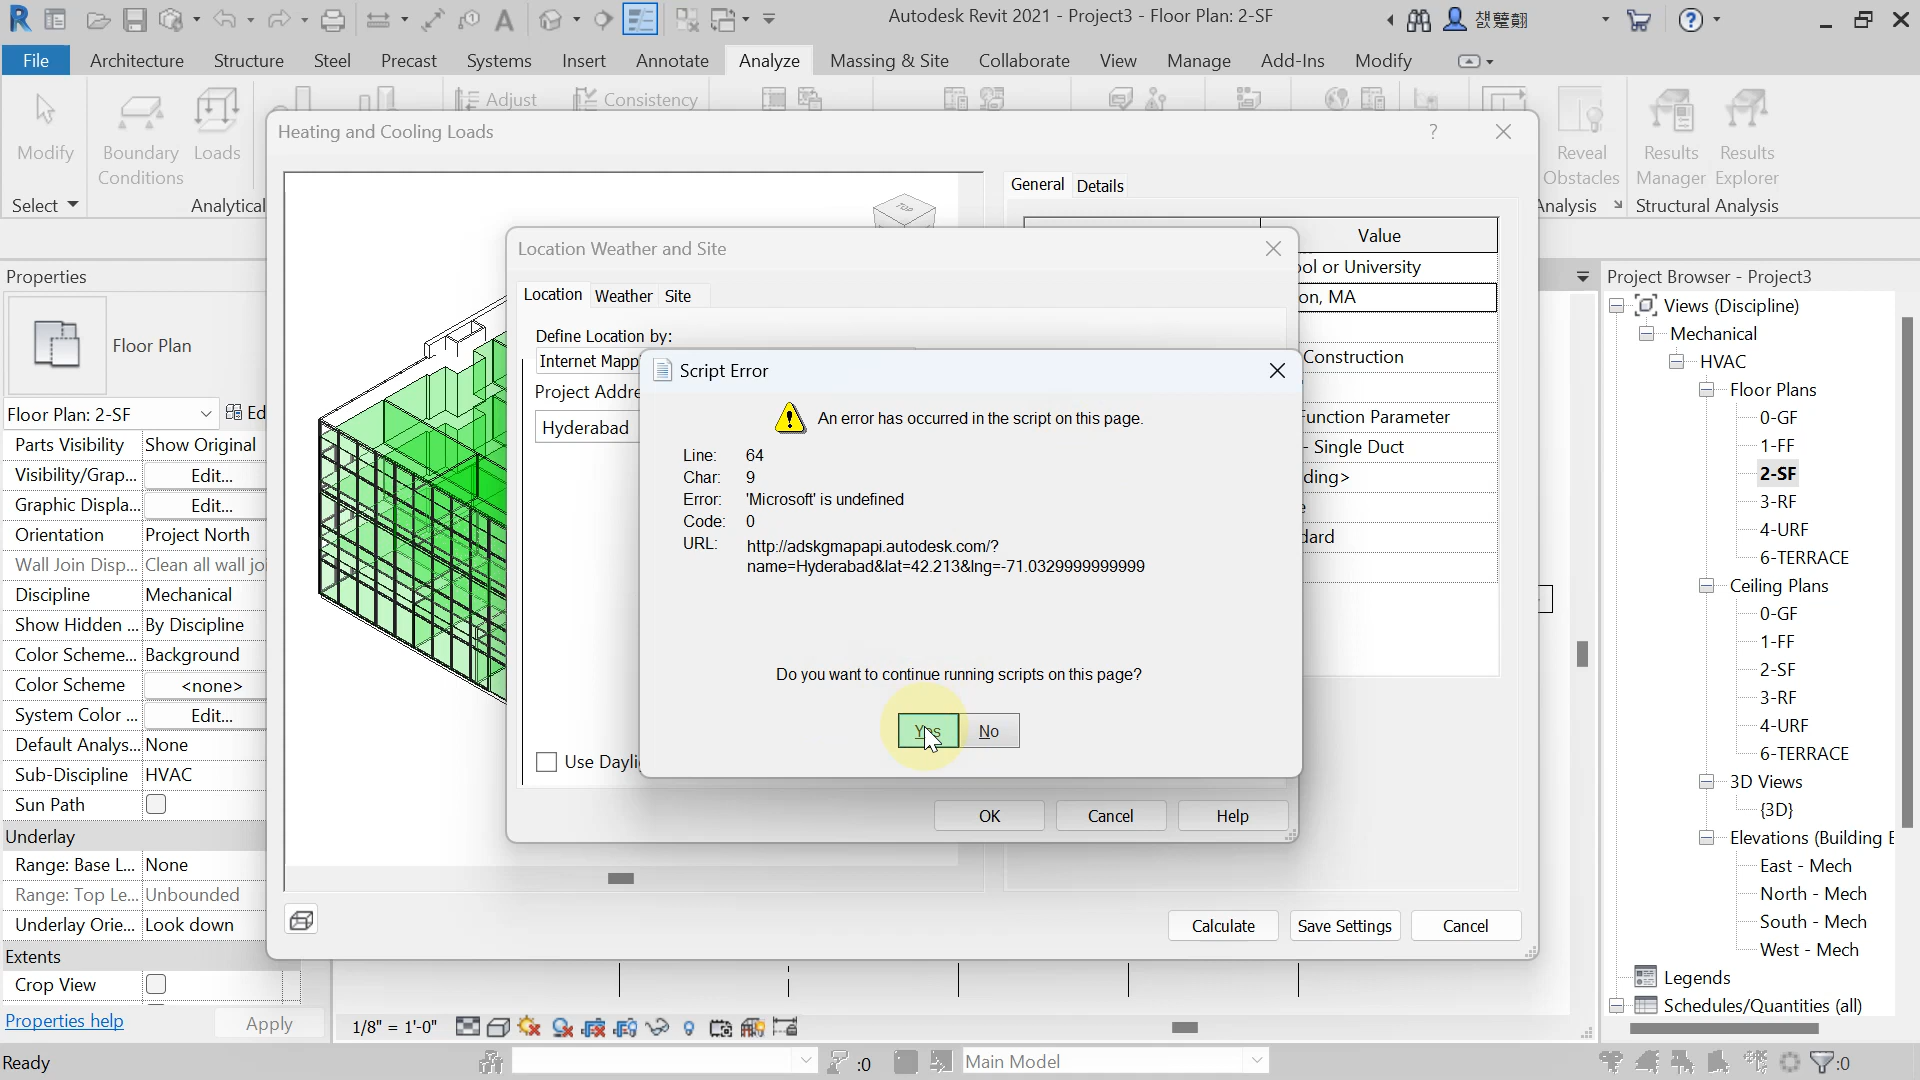 Autodesk Revit 2021 - Project3 - Floor Plan: 2-SF
File Architecture Structure Steel Precast Systems Insert Annotate Analyze Massing & Site Collaborate View Manage Add-Ins Modify
Adjust Consistency
Modify
Boundary
Conditions
Loads
Reveal
Obstacles
Results
Manager
Results
Explorer
Select
Analytical
Analysis
Structural Analysis
Heating and Cooling Loads
TOP
General Details
Value
ool or University
on, MA
Construction
Function Parameter
- Single Duct
ding>
e
dard
Location Weather and Site
Location Weather Site
Define Location by:
Internet Mapp
Project Addre
Hyderabad
Use Dayli
OK Cancel Help
Script Error
An error has occurred in the script on this page.
Line: 64
Char: 9
Error: 'Microsoft' is undefined
Code: 0
URL: http://adskgmapapi.autodesk.com/?
name=Hyderabad&lat=42.213&lng=-71.0329999999999
Do you want to continue running scripts on this page?
Yes No
Calculate Save Settings Cancel
Properties
Floor Plan
Floor Plan: 2-SF Ed
Parts Visibility Show Original
Visibility/Grap... Edit...
Graphic Displa... Edit...
Orientation Project North
Wall Join Disp... Clean all wall joi
Discipline Mechanical
Show Hidden ... By Discipline
Color Scheme... Background
Color Scheme <none>
System Color ... Edit...
Default Analys... None
Sub-Discipline HVAC
Sun Path
Underlay
Range: Base L... None
Range: Top Le... Unbounded
Underlay Orie... Look down
Extents
Crop View
Properties help Apply
1/8" = 1'-0"
Ready
:0
Main Model
:0
Project Browser - Project3
Views (Discipline)
Mechanical
HVAC
Floor Plans
0-GF
1-FF
2-SF
3-RF
4-URF
6-TERRACE
Ceiling Plans
0-GF
1-FF
2-SF
3-RF
4-URF
6-TERRACE
3D Views
{3D}
Elevations (Building E
East - Mech
North - Mech
South - Mech
West - Mech
Legends
Schedules/Quantities (all)